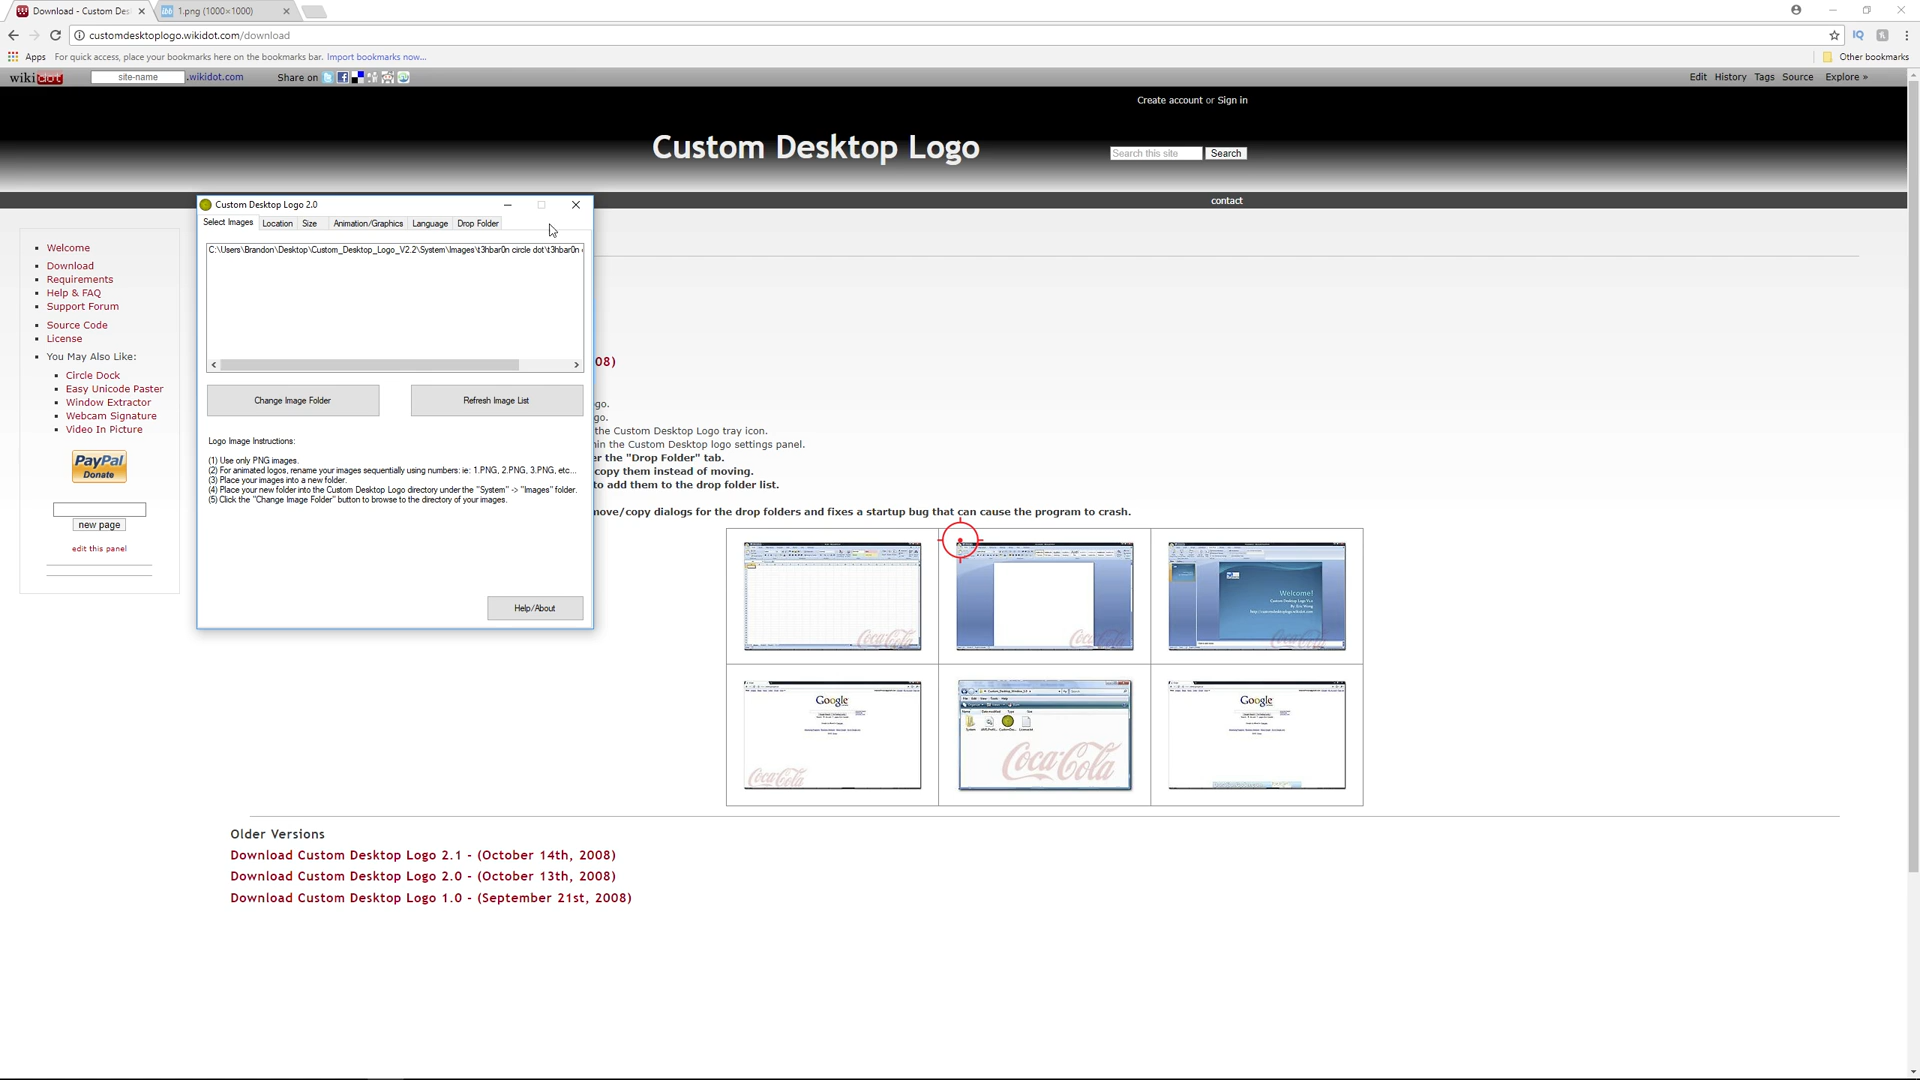 Download - Custom Des
1.png (1000×1000)
customdesktoplogo.wikidot.com/download
Apps For quick access, place your bookmarks here on the bookmarks bar. Import bookmarks now...
Other bookmarks
wikidot site-name .wikidot.com Share on
Edit History Tags Source Explore »
Create account or Sign in
Custom Desktop Logo
Search this site Search
contact
Custom Desktop Logo 2.0
Select Images Location Size Animation/Graphics Language Drop Folder
C:\Users\Brandon\Desktop\Custom_Desktop_Logo_V2.2\System\Images\t3hbar0n circle dot\t3hbar0n
Change Image Folder Refresh Image List
Logo Image Instructions:
(1) Use only PNG images.
(2) For animated logos, rename your images sequentially using numbers: ie: 1.PNG, 2.PNG, 3.PNG, etc...
(3) Place your images into a new folder.
(4) Place your new folder into the Custom Desktop Logo directory under the "System" -> "Images" folder.
(5) Click the "Change Image Folder" button to browse to the directory of your images.
Help/About
Welcome
Download
Requirements
Help & FAQ
Support Forum
Source Code
License
You May Also Like:
Circle Dock
Easy Unicode Paster
Window Extractor
Webcam Signature
Video In Picture
PayPal
Donate
new page
edit this panel
08)
go.
go.
the Custom Desktop Logo tray icon.
in the Custom Desktop logo settings panel.
r the "Drop Folder" tab.
copy them instead of moving.
to add them to the drop folder list.
move/copy dialogs for the drop folders and fixes a startup bug that can cause the program to crash.
Coca-Cola
Coca-Cola
Welcome!
Google
Coca-Cola
Coca-Cola
Google
Older Versions
Download Custom Desktop Logo 2.1 - (October 14th, 2008)
Download Custom Desktop Logo 2.0 - (October 13th, 2008)
Download Custom Desktop Logo 1.0 - (September 21st, 2008)